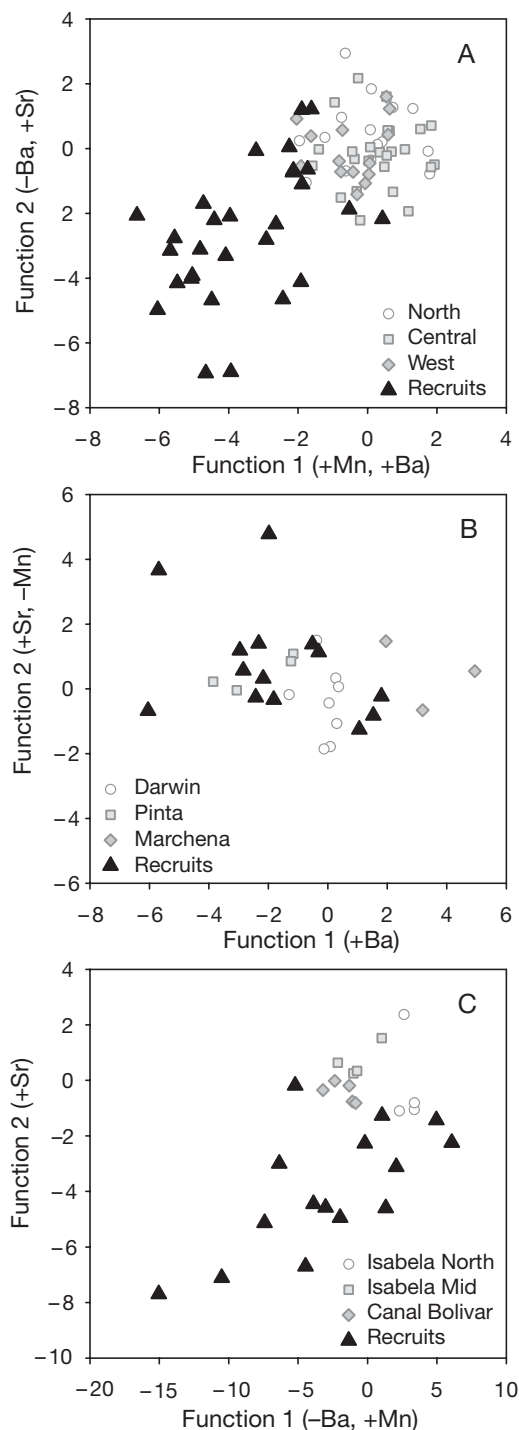 A
Function 2 (–Ba, +Sr)
4
2
0
2
–4
–6
–8
–8 –6 –4 –2 0 2 4
North
Central
West
Recruits
Function 1 (+Mn, +Ba)
B
Function 2 (+Sr, –Mn)
6
4
2
0
–2
–4
–6
–8 –6 –4 –2 0 2 4 6
Darwin
Pinta
Marchena
Recruits
Function 1 (+Ba)
C
Function 2 (+Sr)
4
2
0
–2
–4
–6
–8
–10
–20 –15 –10 –5 0 5 10
Isabela North
Isabela Mid
Canal Bolivar
Recruits
Function 1 (–Ba, +Mn)